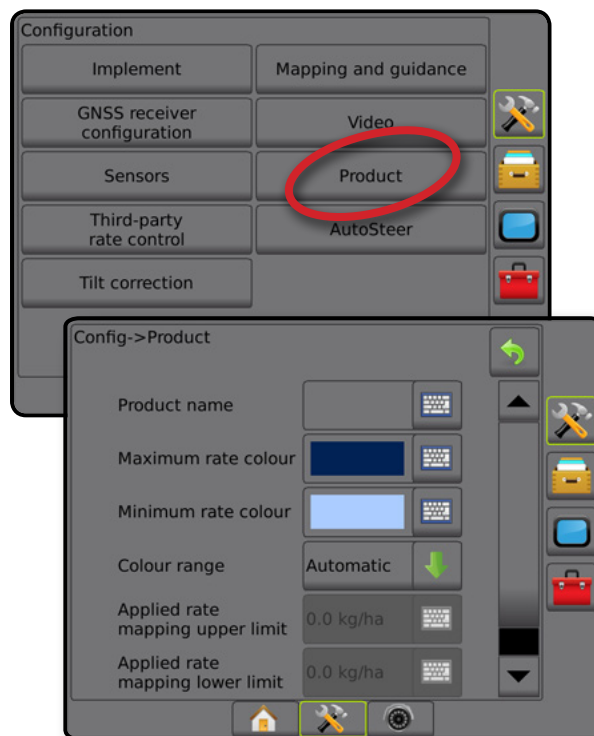 Configuration
Implement
Mapping and guidance
GNSS receiver
configuration
Video
Sensors
Product
Third-party
rate control
AutoSteer
Tilt correction
Config->Product
Product name
Maximum rate colour
Minimum rate colour
Colour range
Automatic
Applied rate
mapping upper limit
0.0 kg/ha
Applied rate
mapping lower limit
0.0 kg/ha